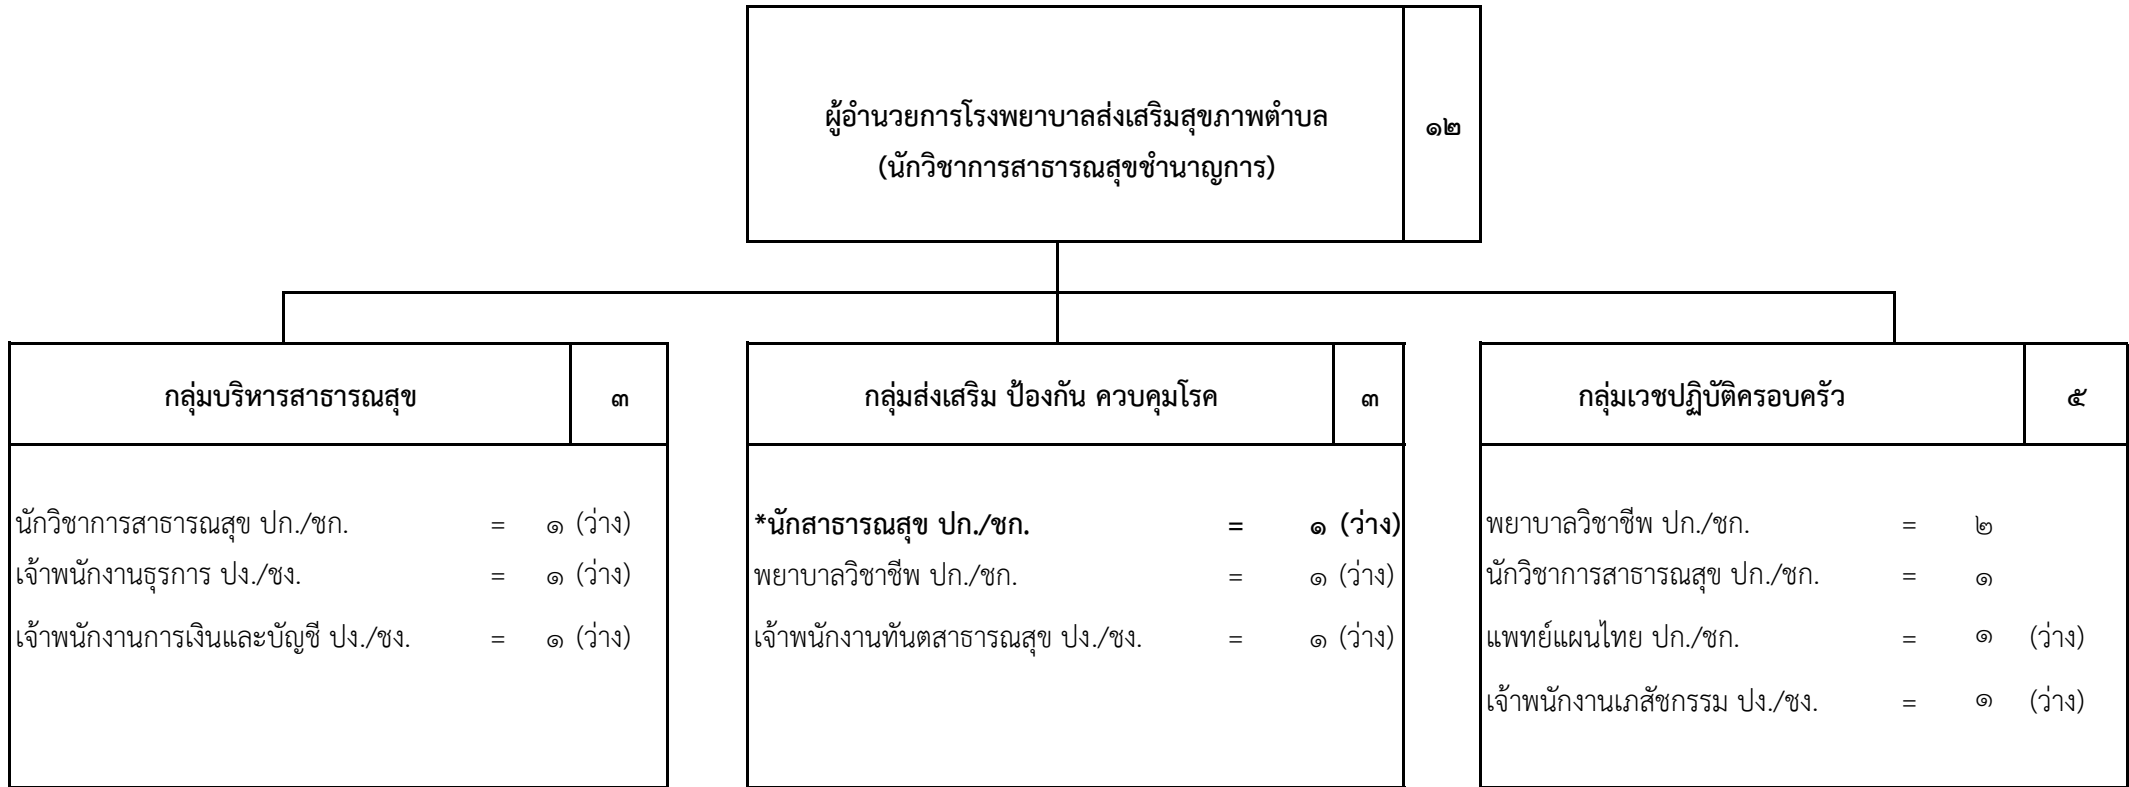 ผู้อำนวยการโรงพยาบาลส่งเสริมสุขภาพตำบล
(นักวิชาการสาธารณสุขชำนาญการ)
๑๒
กลุ่มบริหารสาธารณสุข ๓
นักวิชาการสาธารณสุข ปก./ชก. = ๑ (ว่าง)
เจ้าพนักงานธุรการ ปง./ชง. = ๑ (ว่าง)
เจ้าพนักงานการเงินและบัญชี ปง./ชง. = ๑ (ว่าง)
กลุ่มส่งเสริม ป้องกัน ควบคุมโรค ๓
*นักสาธารณสุข ปก./ชก. = ๑ (ว่าง)
พยาบาลวิชาชีพ ปก./ชก. = ๑ (ว่าง)
เจ้าพนักงานทันตสาธารณสุข ปง./ชง. = ๑ (ว่าง)
กลุ่มเวชปฏิบัติครอบครัว ๕
พยาบาลวิชาชีพ ปก./ชก. = ๒
นักวิชาการสาธารณสุข ปก./ชก. = ๑
แพทย์แผนไทย ปก./ชก. = ๑ (ว่าง)
เจ้าพนักงานเภสัชกรรม ปง./ชง. = ๑ (ว่าง)